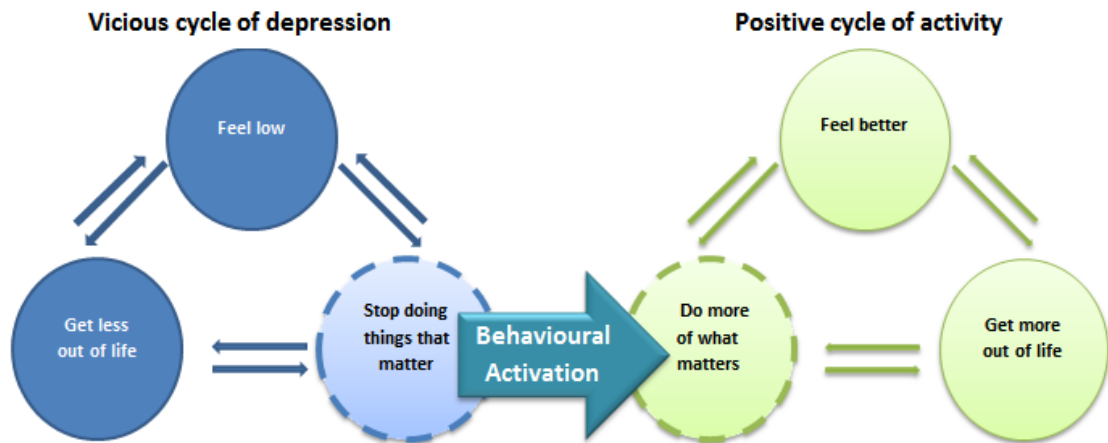 Vicious cycle of depression
Positive cycle of activity
Feel low
Feel better
Get less
out of life
Stop doing
things that
matter
Behavioural
Activation
Do more
of what
matters
Get more
out of life